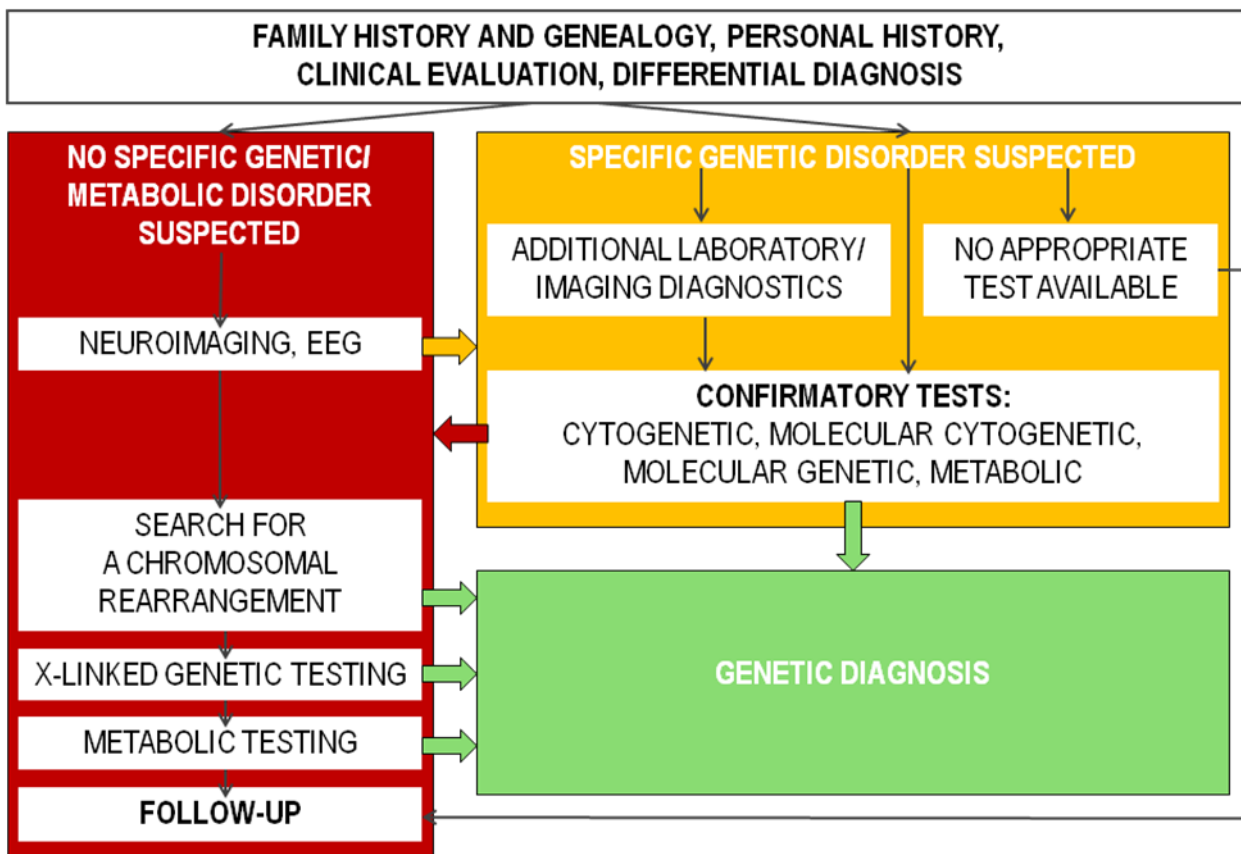 FAMILY HISTORY AND GENEALOGY, PERSONAL HISTORY,
CLINICAL EVALUATION, DIFFERENTIAL DIAGNOSIS
NO SPECIFIC GENETIC/
METABOLIC DISORDER
SUSPECTED
NEUROIMAGING, EEG
SEARCH FOR
A CHROMOSOMAL
REARRANGEMENT
X-LINKED GENETIC TESTING
METABOLIC TESTING
FOLLOW-UP
SPECIFIC GENETIC DISORDER SUSPECTED
ADDITIONAL LABORATORY/
IMAGING DIAGNOSTICS
NO APPROPRIATE
TEST AVAILABLE
CONFIRMATORY TESTS:
CYTOGENETIC, MOLECULAR CYTOGENETIC,
MOLECULAR GENETIC, METABOLIC
GENETIC DIAGNOSIS